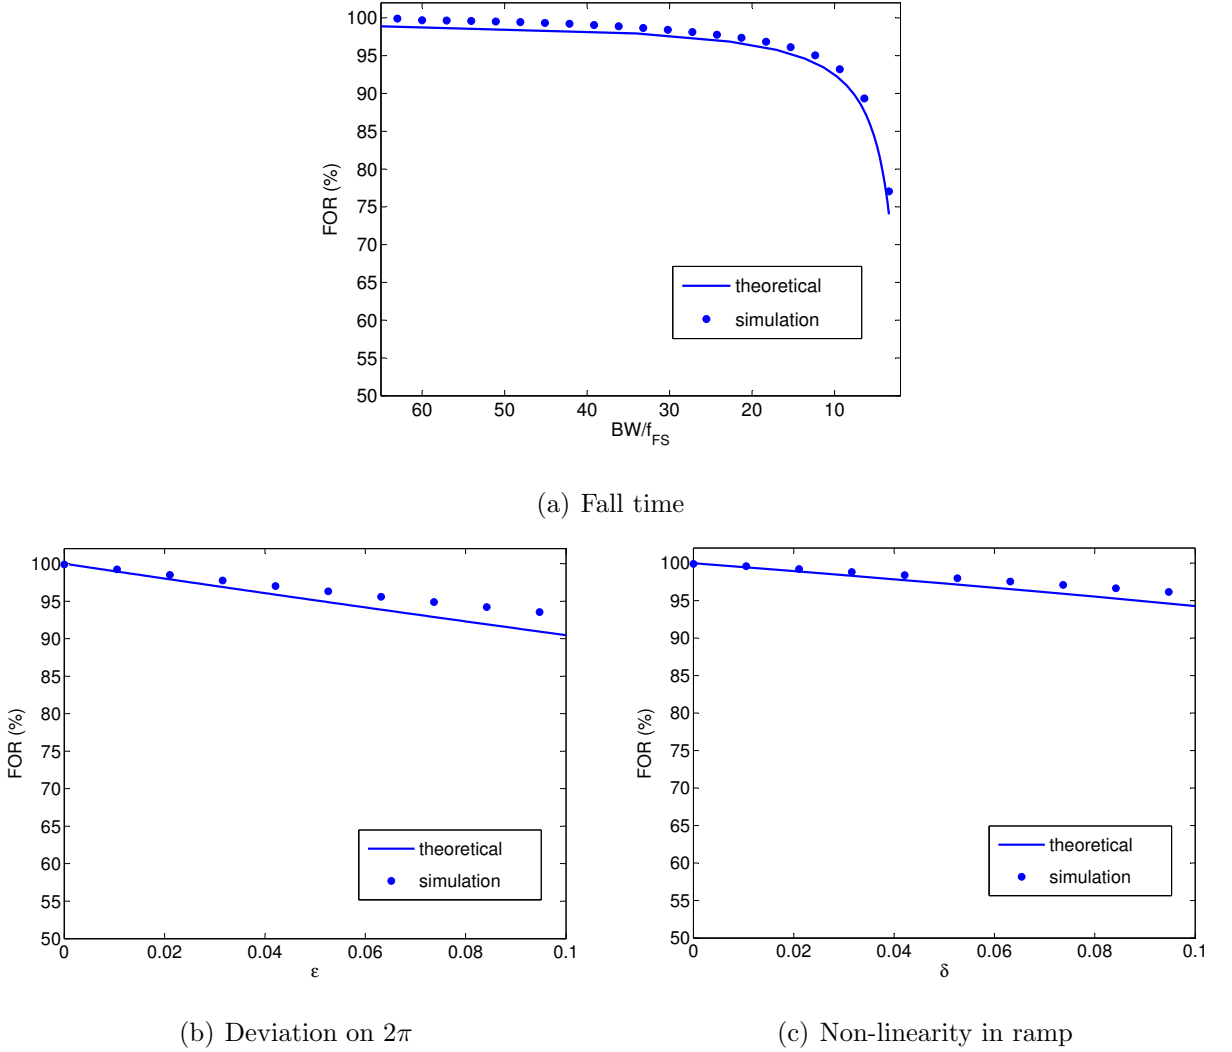 100
95
90
85
80
75
70
65
60
55
50
FOR (%)
60 50 40 30 20 10
BW/f_FS
theoretical
simulation
(a) Fall time
100
95
90
85
80
75
70
65
60
55
50
FOR (%)
0 0.02 0.04 0.06 0.08 0.1
ε
theoretical
simulation
(b) Deviation on 2π
100
95
90
85
80
75
70
65
60
55
50
FOR (%)
0 0.02 0.04 0.06 0.08 0.1
δ
theoretical
simulation
(c) Non-linearity in ramp